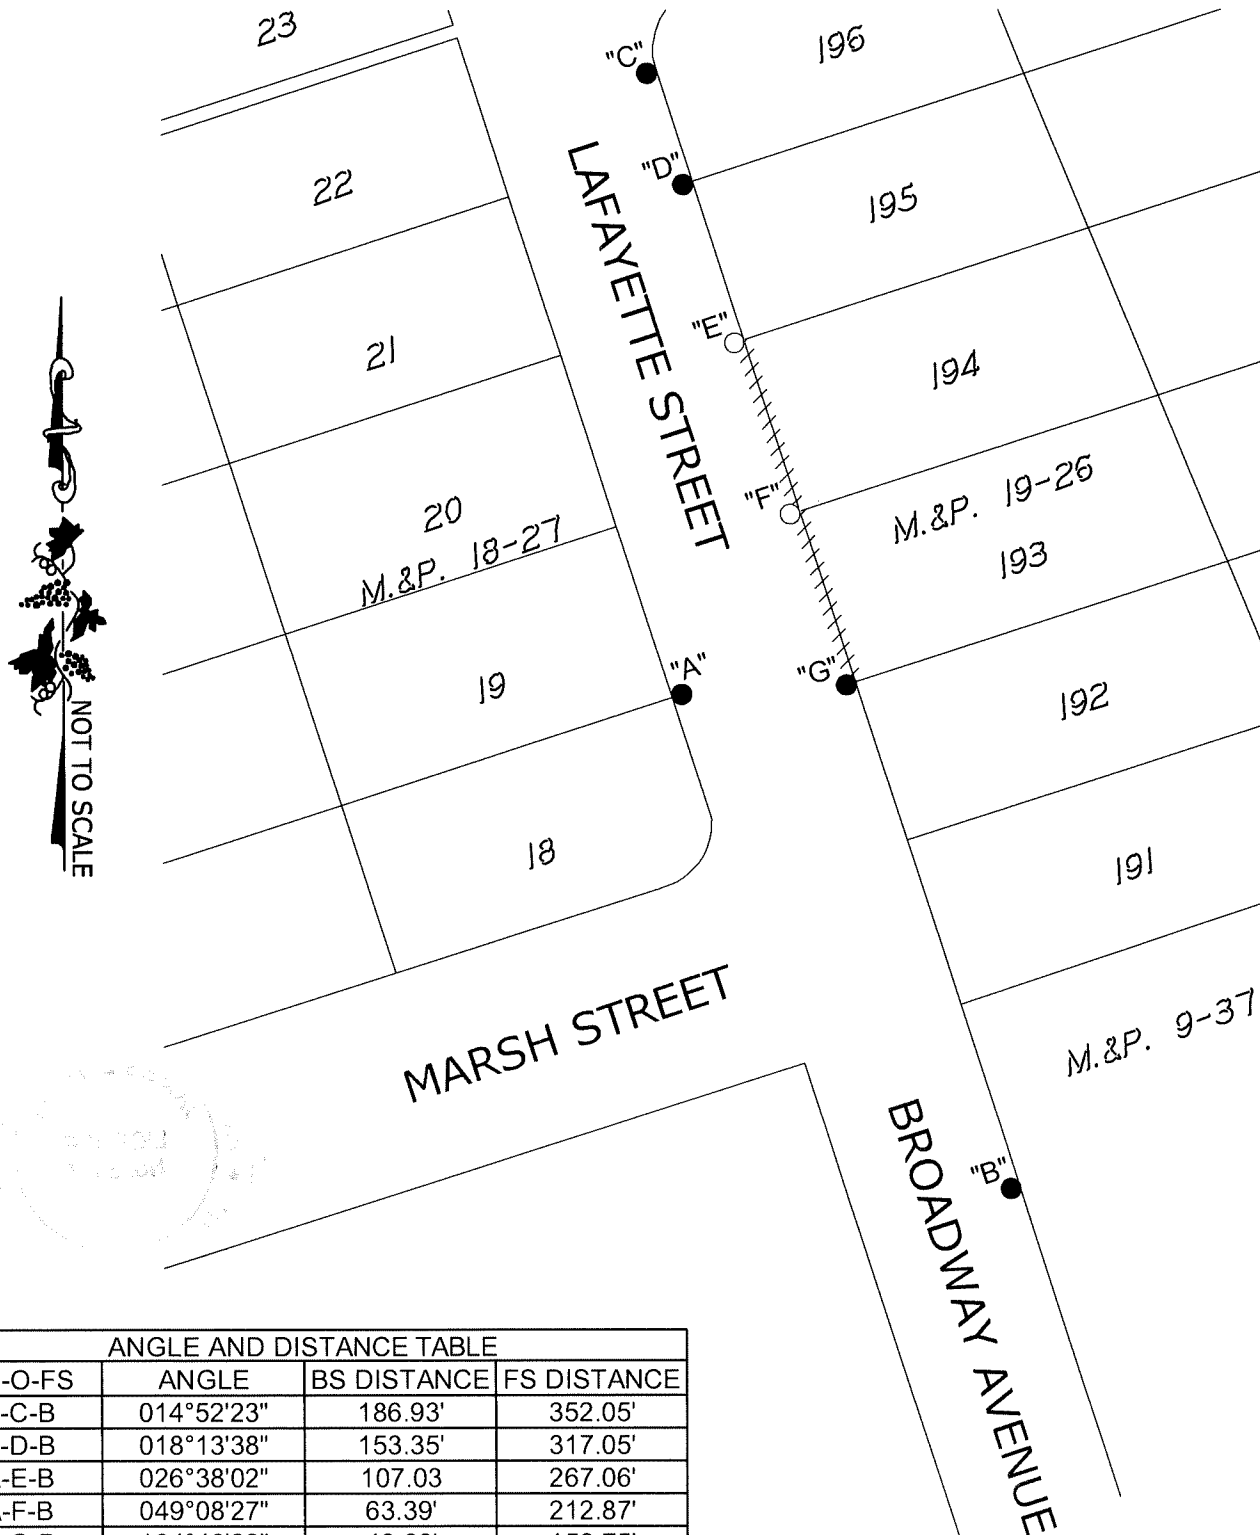 23
196
"C"
22
"D"
195
LAFAYETTE STREET
21
"E"
194
20
"F"
M.&P. 19-26
M.&P. 18-27
193
19
"A"
"G"
192
NOT TO SCALE
18
191
MARSH STREET
M.&P. 9-37
BROADWAY AVENUE
"B"
ANGLE AND DISTANCE TABLE
-O-FS ANGLE BS DISTANCE FS DISTANCE
-C-B 014°52'23" 186.93' 352.05'
-D-B 018°13'38" 153.35' 317.05'
-E-B 026°38'02" 107.03 267.06'
-F-B 049°08'27" 63.39' 212.87'